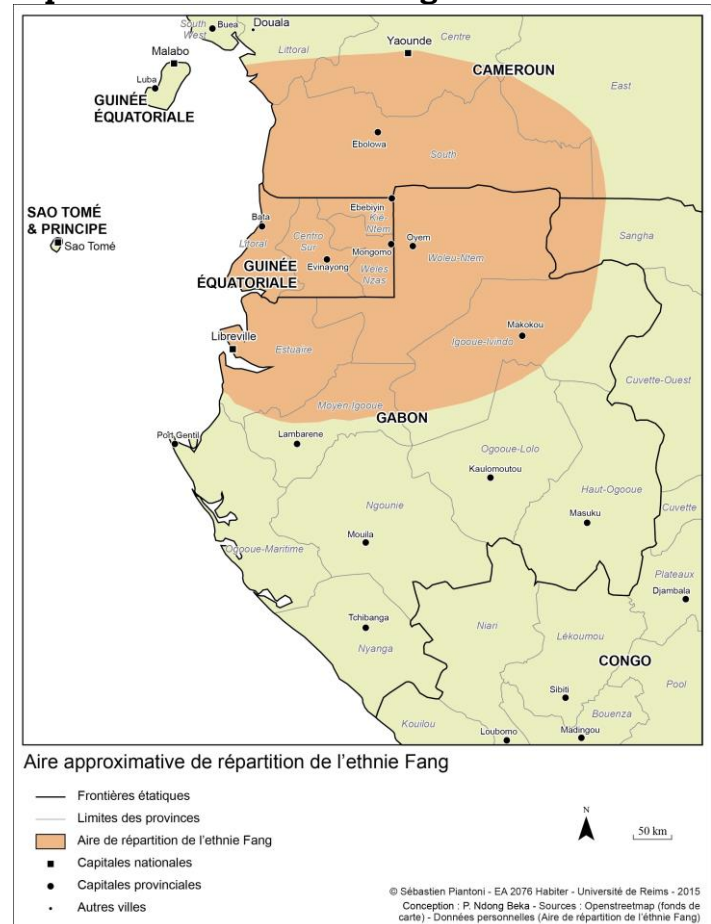 South
West
Buea
Douala
Littoral
Malabo
Yaounde
Centre
CAMEROUN
Luba
East
GUINÉE
ÉQUATORIALE
Ebolowa
South
SAO TOMÉ
& PRINCIPE
Sao Tomé
Ebebiyin
Kié-
Ntem
Bata
Litoral
Centro
Sur
Mongomo
Oyem
Woleu-Ntem
Sangha
Evinayong
Weles
Nzas
GUINÉE
ÉQUATORIALE
Libreville
Estuaire
Makokou
Igooue-Ivindo
Cuvette-Ouest
Moyen-Igooue
GABON
Port Gentil
Lambarene
Ogooue-Lolo
Kaulomoutou
Haut-Ogooue
Ngounie
Masuku
Cuvette
Mouila
Ogooue-Maritime
Plateaux
Djambala
Tchibanga
Niari
Lékoumou
Nyanga
CONGO
Pool
Sibiti
Bouenza
Kouilou
Loubomo
Madingou
Aire approximative de répartition de l'ethnie Fang
Frontières étatiques
Limites des provinces
Aire de répartition de l'ethnie Fang
Capitales nationales
Capitales provinciales
Autres villes
N
50 km
© Sébastien Piantoni - EA 2076 Habiter - Université de Reims - 2015
Conception : P. Ndong Beka - Sources : Openstreetmap (fonds de
carte) - Données personnelles (Aire de répartition de l'éthnie Fang)